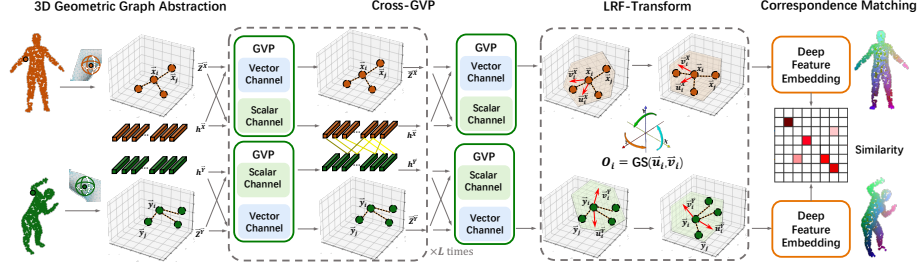 3D Geometric Graph Abstraction
Cross-GVP
LRF-Transform
Correspondence Matching
GVP
Vector
Channel
Scalar
Channel
GVP
Scalar
Channel
Vector
Channel
GVP
Vector
Channel
Scalar
Channel
GVP
Scalar
Channel
Vector
Channel
×L times
O_i = GS(u⃗_i, v⃗_i)
Deep
Feature
Embedding
Similarity
Deep
Feature
Embedding